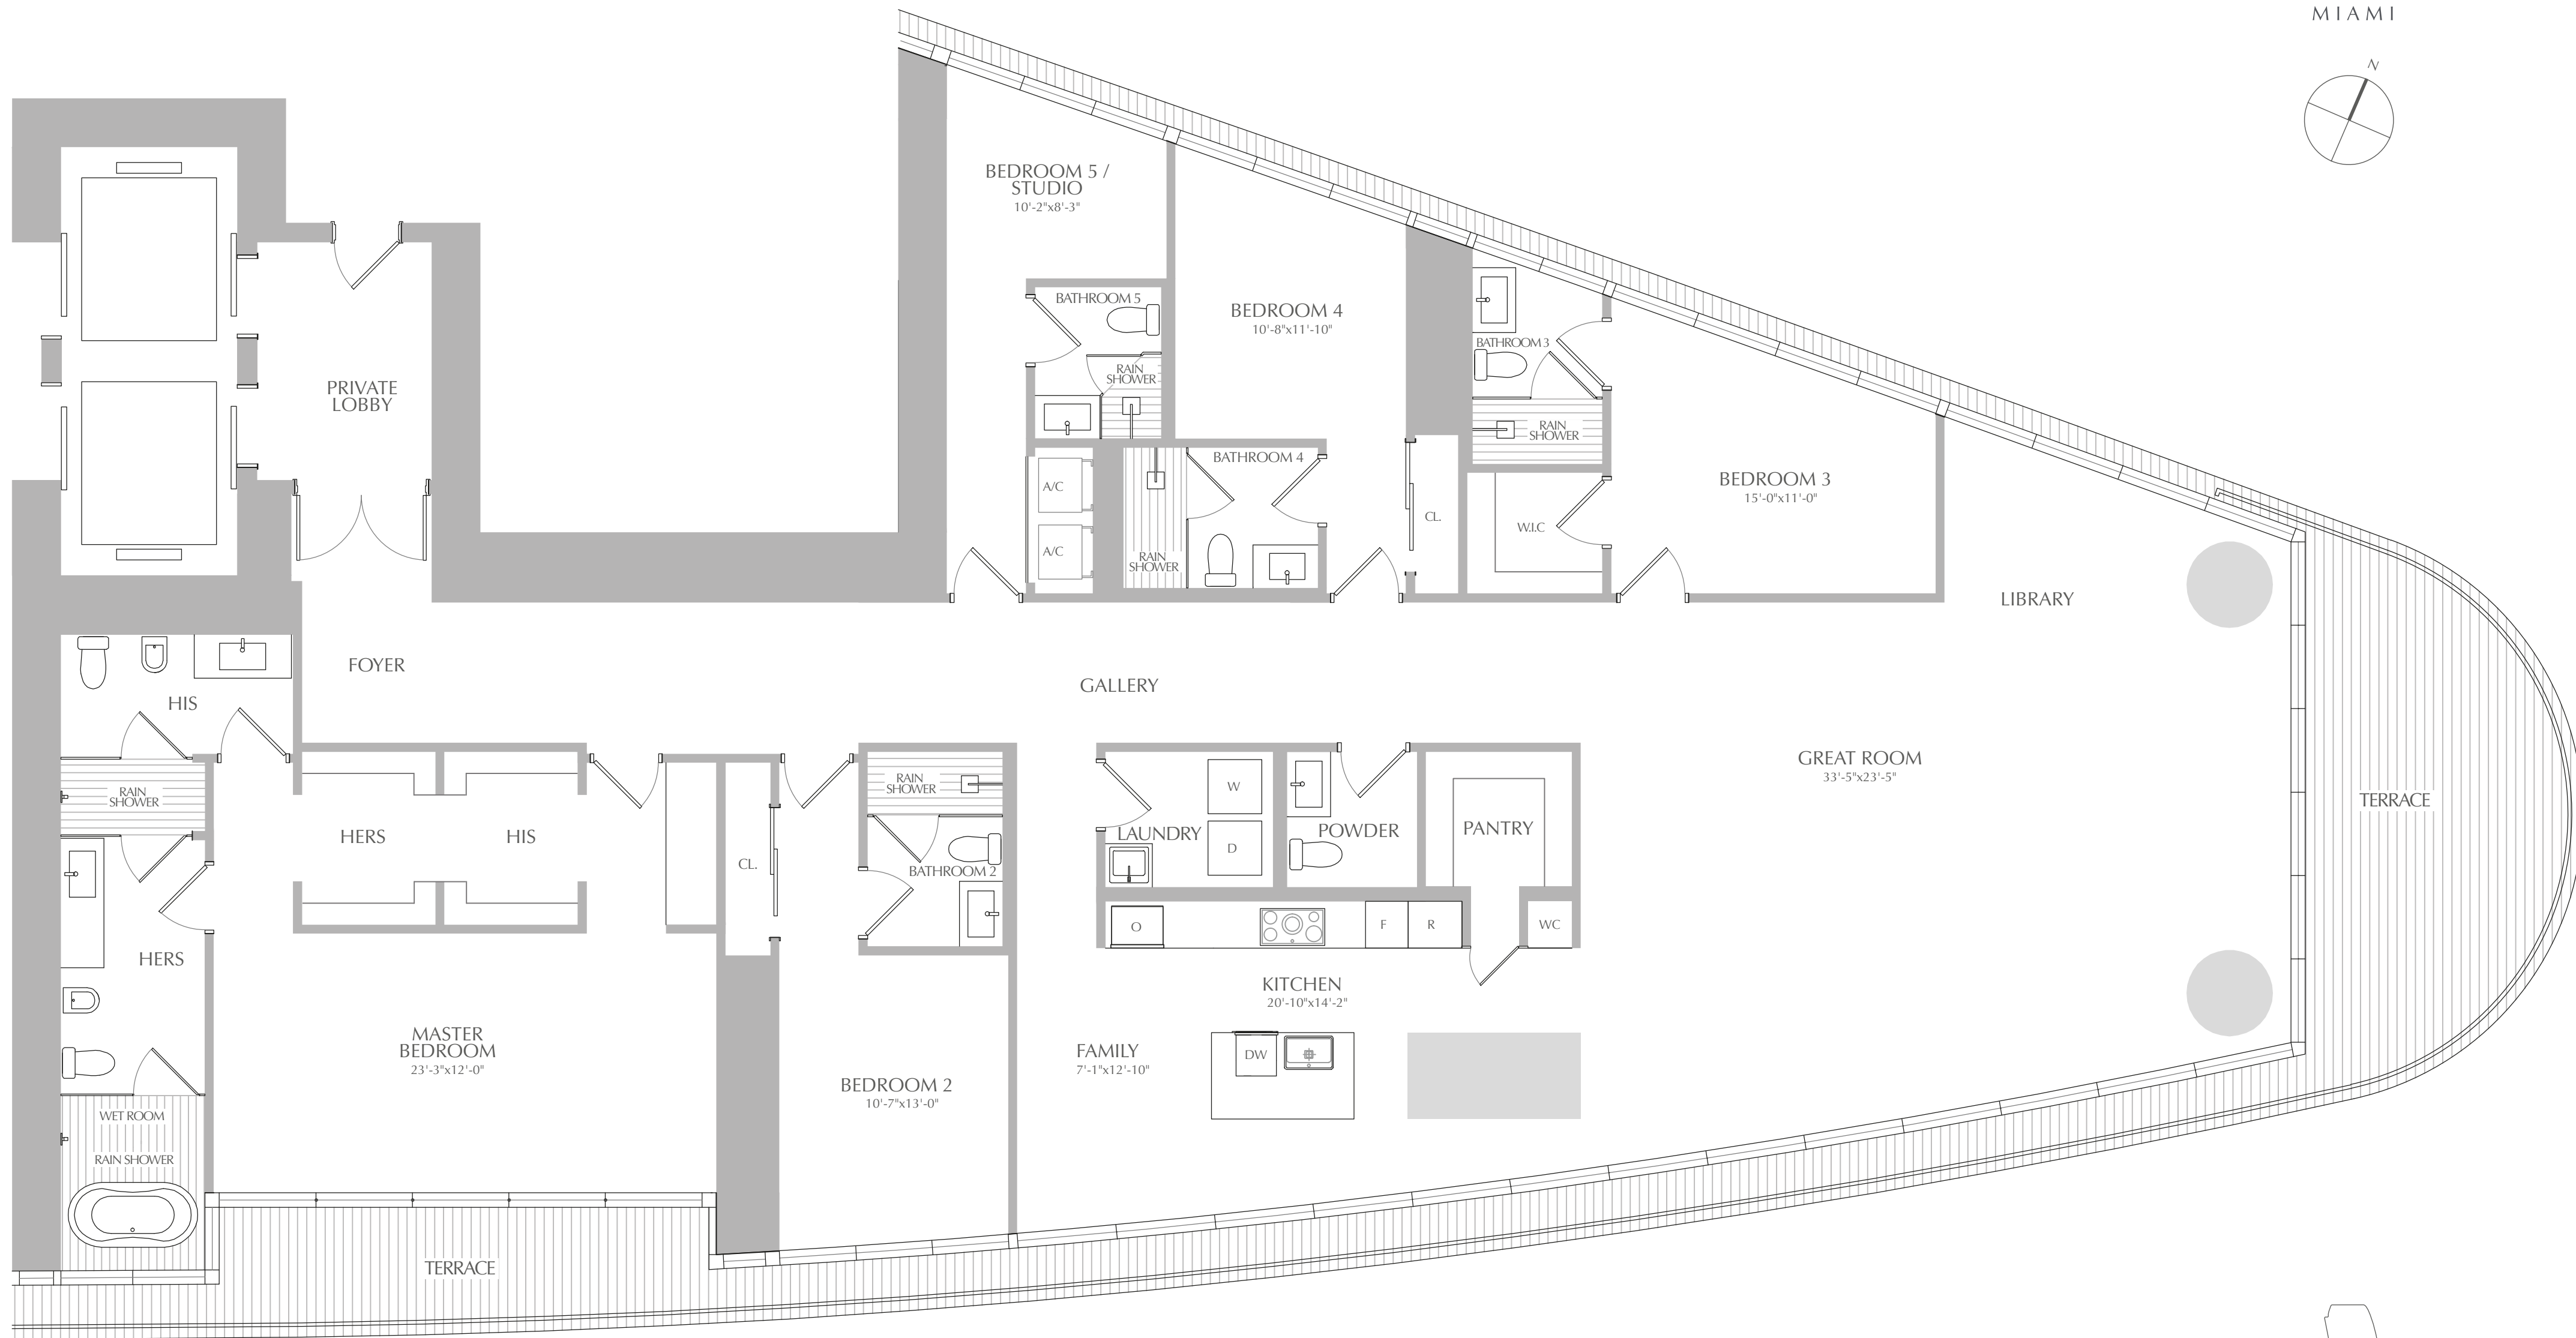 MIAMI
N
BEDROOM 5 /
STUDIO
10'-2"x8'-3"
BATHROOM 5
RAIN
SHOWER
BEDROOM 4
10'-8"x11'-10"
BATHROOM 3
RAIN
SHOWER
PRIVATE
LOBBY
A/C
A/C
BATHROOM 4
RAIN
SHOWER
CL.
W.I.C
BEDROOM 3
15'-0"x11'-0"
LIBRARY
FOYER
GALLERY
HIS
RAIN
SHOWER
HERS
HIS
CL.
RAIN
SHOWER
BATHROOM 2
LAUNDRY
W
D
POWDER
PANTRY
GREAT ROOM
33'-5"x23'-5"
TERRACE
HERS
O
F
R
WC
KITCHEN
20'-10"x14'-2"
MASTER
BEDROOM
23'-3"x12'-0"
FAMILY
7'-1"x12'-10"
DW
BEDROOM 2
10'-7"x13'-0"
WET ROOM
RAIN SHOWER
TERRACE